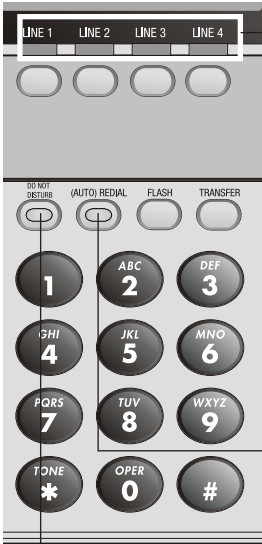 LINE 1 LINE 2 LINE 3 LINE 4
DO NOT
DISTURB (AUTO) REDIAL FLASH TRANSFER
1 ABC 2 DEF 3
GHI 4 JKL 5 MNO 6
PQRS 7 TUV 8 WXYZ 9
TONE * OPER 0 #